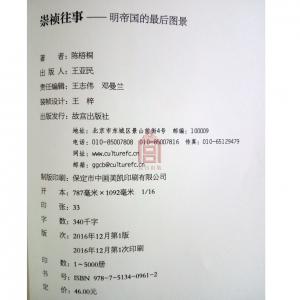 崇祯往事——明帝国的最后图景
著 者：陈梧桐
出 版 人：王亚民
责任编辑：王志伟 邓曼兰
装帧设计：王 梓
出版发行：故宫出版社
地址：北京市东城区景山前街4号 邮编：100009
电话：010-85007808 010-85007816 传真：010-65129479
网址：www.culturefc.cn
邮箱：ggcb@culturefc.cn
制版印刷：保定市中画美凯印刷有限公司
开 本：787毫米×1092毫米 1/16
印 张：33
字 数：340千字
版 次：2016年12月第1版
2016年12月第1次印刷
印 数：1~5000册
书 号：ISBN 978-7-5134-0961-2
定 价：46.00元